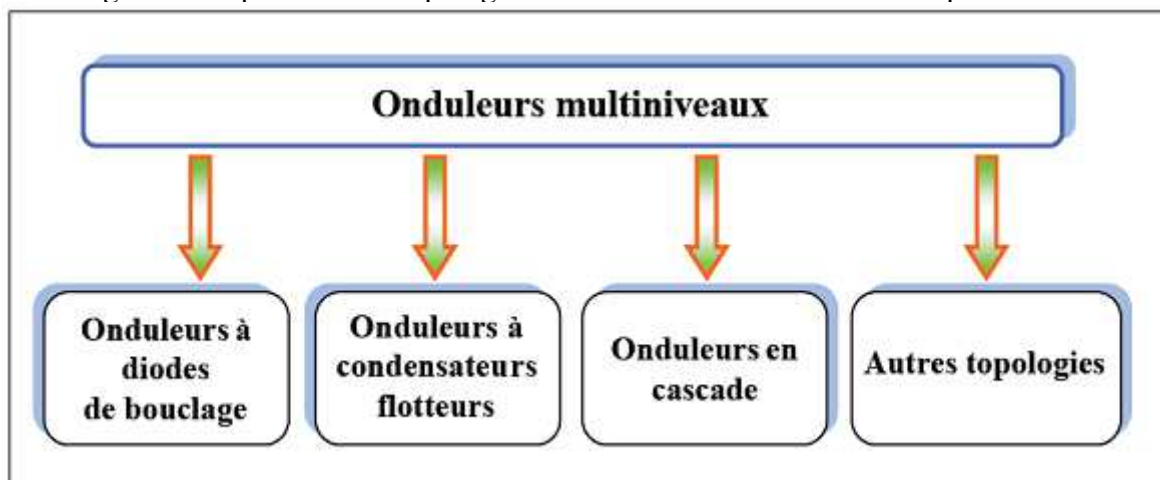 Onduleurs multiniveaux
Onduleurs à
diodes
de bouclage
Onduleurs à
condensateurs
flotteurs
Onduleurs en
cascade
Autres topologies